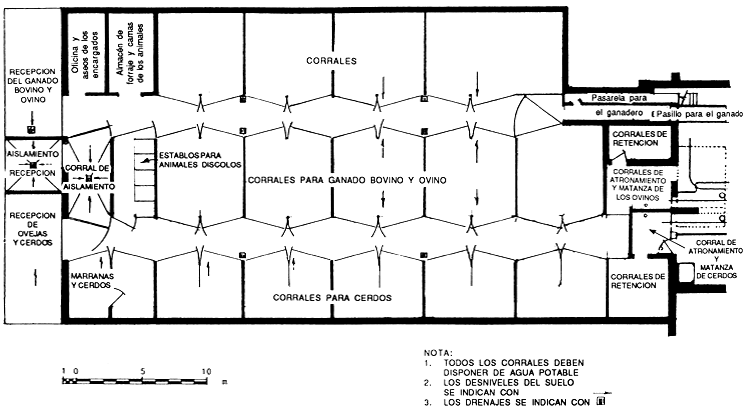 Oficina y
aseos de los
encargados
Almacén de
forraje y camas
de los animales
CORRALES
RECEPCION
DEL GANADO
BOVINO Y
OVINO
Pasarela para
el ganadero
Pasillo para el ganado
CORRALES DE
RETENCION
AISLAMIENTO
RECEPCION
CORRAL DE
AISLAMIENTO
ESTABLOS PARA
ANIMALES DISCOLOS
CORRALES PARA GANADO BOVINO Y OVINO
CORRALES DE
ATRONAMIENTO
Y MATANZA DE
LOS OVINOS
RECEPCION
DE
OVEJAS
Y CERDOS
CORRAL DE
ATRONAMIENTO
Y
MATANZA
DE CERDOS
MARRANAS
Y CERDOS
CORRALES PARA CERDOS
CORRALES DE
RETENCION
1 0 5 10
m
NOTA:
1. TODOS LOS CORRALES DEBEN
DISPONER DE AGUA POTABLE
2. LOS DESNIVELES DEL SUELO
SE INDICAN CON
3. LOS DRENAJES SE INDICAN CON